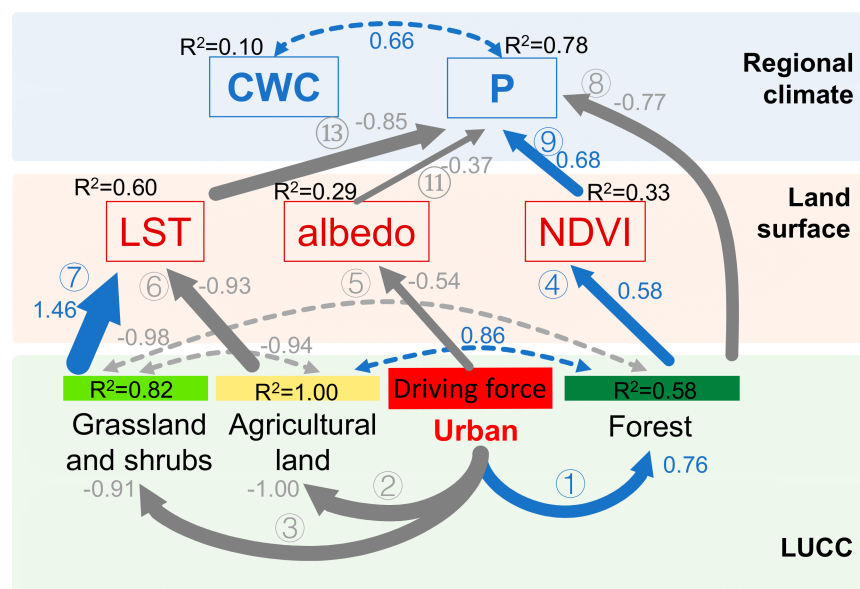 R²=0.10
0.66
R²=0.78
CWC
P
Regional
climate
⑧
-0.77
⑬
-0.85
⑨
0.68
-0.37
⑪
R²=0.60
R²=0.29
R²=0.33
Land
surface
LST
albedo
NDVI
⑦
1.46
⑥
-0.93
⑤
-0.54
④
0.58
-0.98
-0.94
0.86
R²=0.82
R²=1.00
Driving force
R²=0.58
Grassland
and shrubs
Agricultural
land
Urban
Forest
-0.91
-1.00
②
①
0.76
③
LUCC